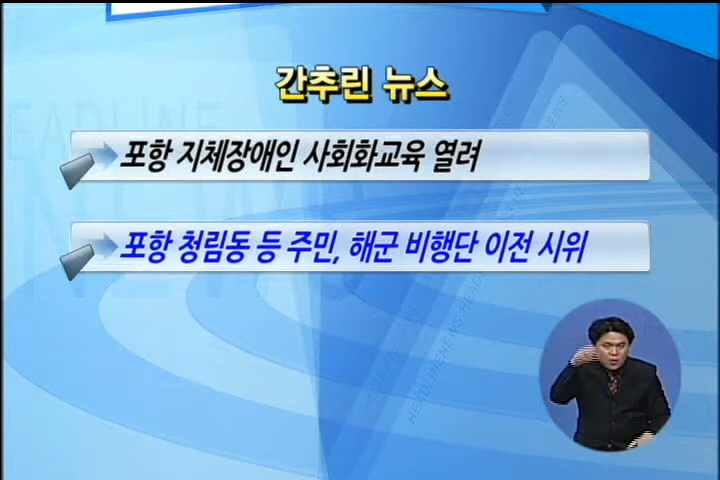 간추린 뉴스
포항 지체장애인 사회화교육 열려
포항 청림동 등 주민, 해군 비행단 이전 시위